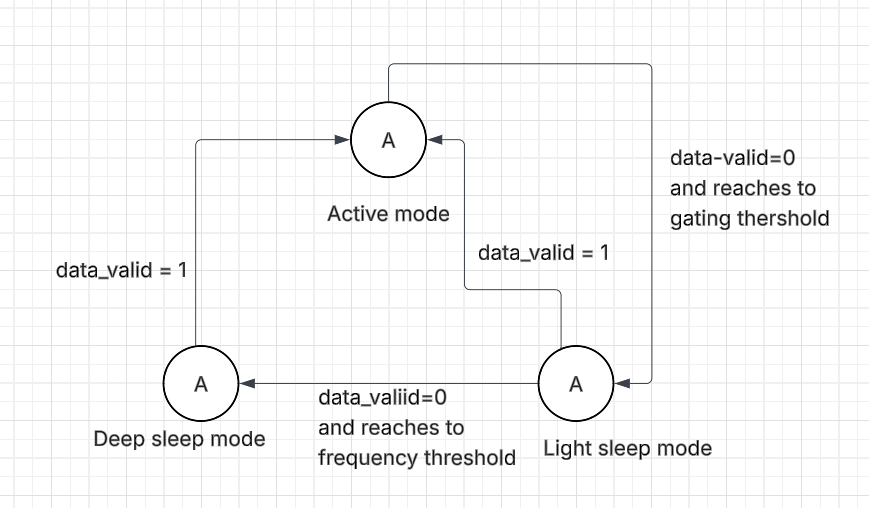 A
Active mode
data-valid=0
and reaches to
gating thershold
data_valid = 1
data_valid = 1
A
Deep sleep mode
data_valiid=0
and reaches to
frequency threshold
A
Light sleep mode